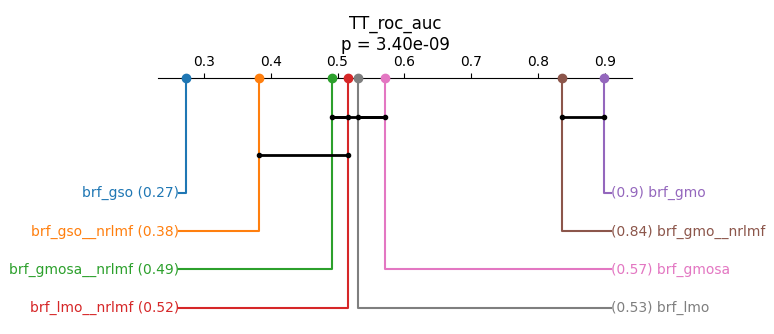 TT_roc_auc
p = 3.40e-09
0.3 0.4 0.5 0.6 0.7 0.8 0.9
brf_gso (0.27)
(0.9) brf_gmo
brf_gso__nrlmf (0.38)
(0.84) brf_gmo__nrlmf
brf_gmosa__nrlmf (0.49)
(0.57) brf_gmosa
brf_lmo__nrlmf (0.52)
(0.53) brf_lmo